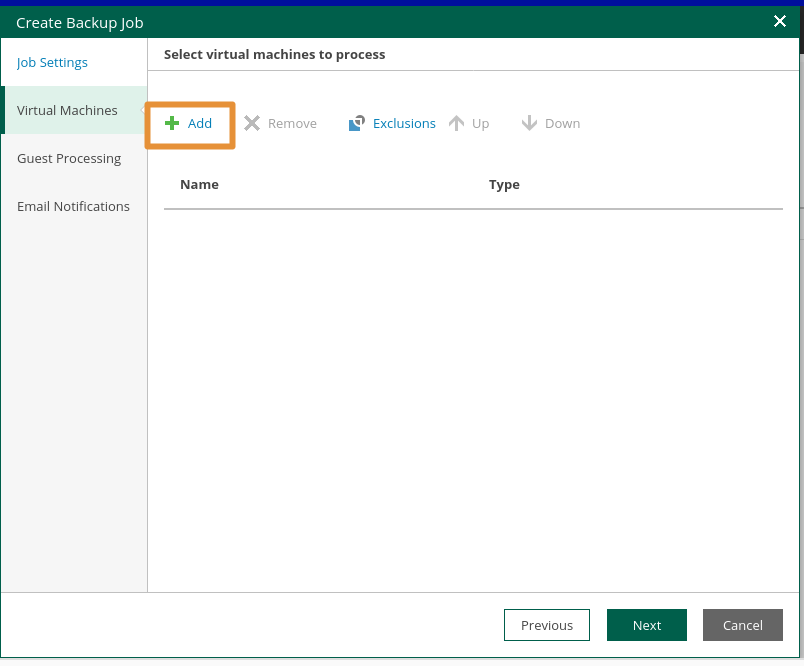 Create Backup Job
Job Settings
Virtual Machines
Guest Processing
Email Notifications
Select virtual machines to process
Add Remove Exclusions Up Down
Name Type
Previous Next Cancel